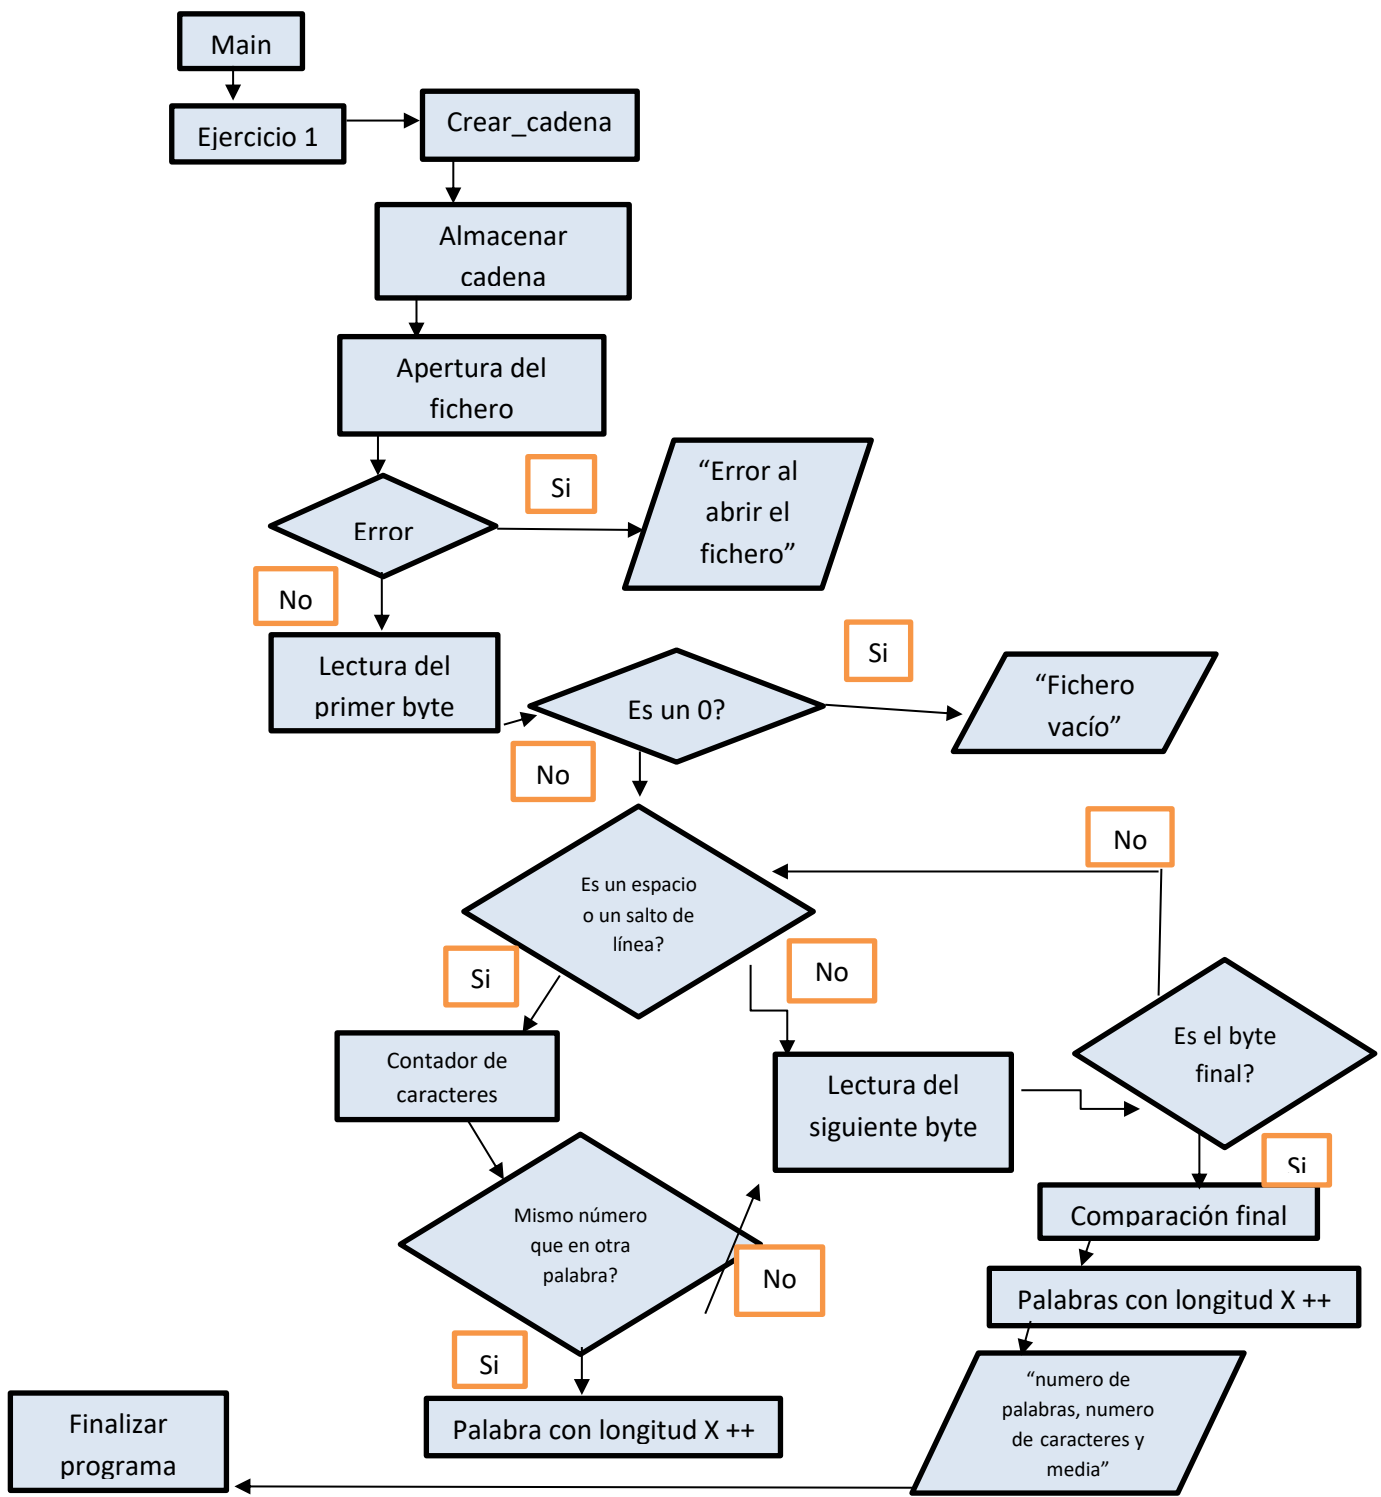 Main
Ejercicio 1
Crear_cadena
Almacenar
cadena
Apertura del
fichero
Error
Si
“Error al
abrir el
fichero”
No
Lectura del
primer byte
Es un 0?
Si
“Fichero
vacío”
No
Es un espacio
o un salto de
línea?
No
Si
No
Contador de
caracteres
Lectura del
siguiente byte
Es el byte
final?
Si
Mismo número
que en otra
palabra?
No
Comparación final
Palabras con longitud X ++
Si
Palabra con longitud X ++
“numero de
palabras, numero
de caracteres y
media”
Finalizar
programa